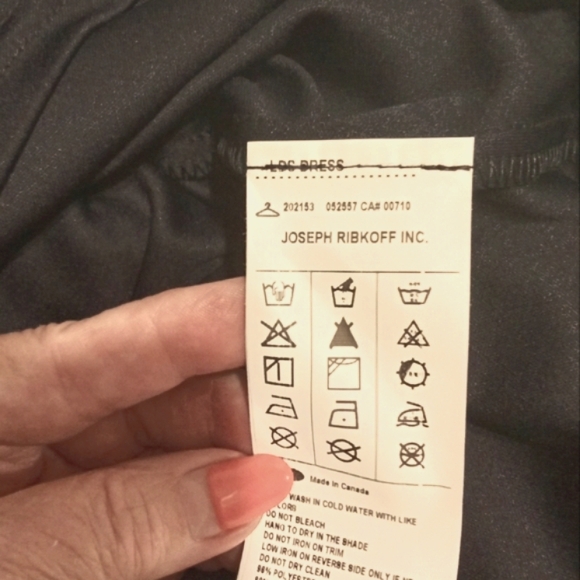 LDS DRESS
202153 052557 CA# 00710
JOSEPH RIBKOFF INC.
Made in Canada
WASH IN COLD WATER WITH LIKE
DO NOT BLEACH
HANG TO DRY IN THE SHADE
DO NOT IRON ON TRIM
LOW IRON ON REVERSE SIDE ONLY IF
DO NOT DRY CLEAN